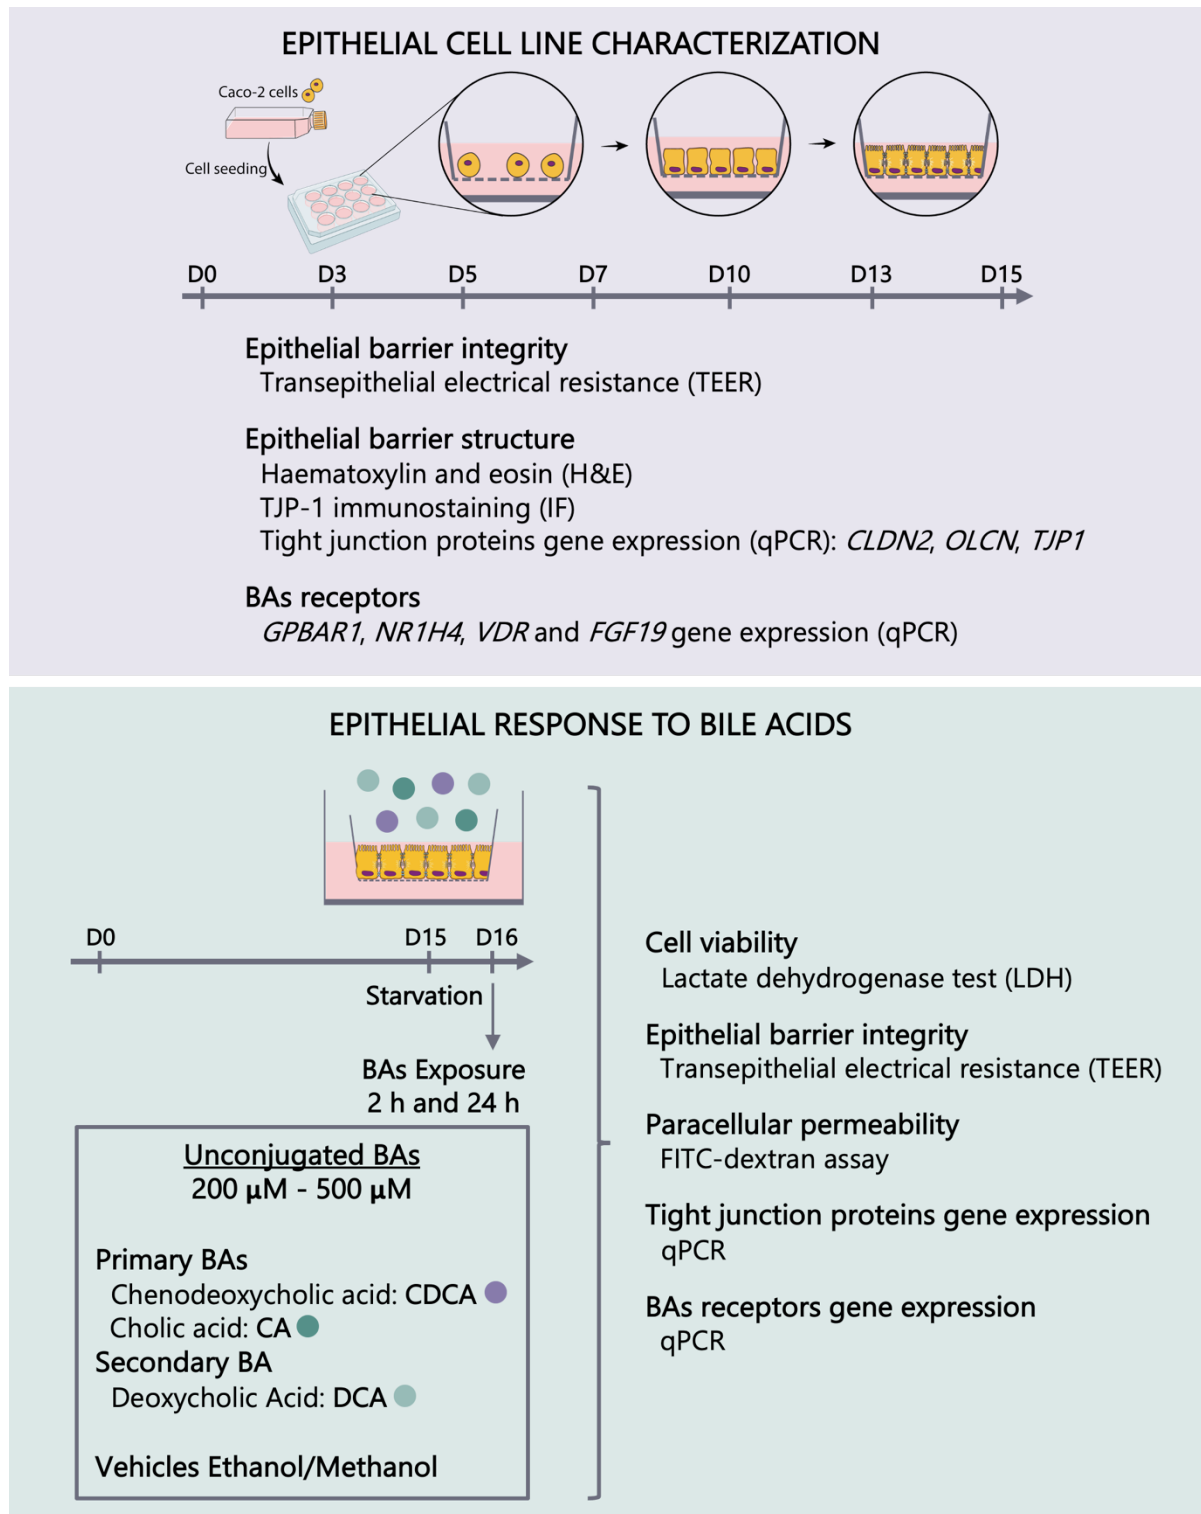 EPITHELIAL CELL LINE CHARACTERIZATION
Caco-2 cells
Cell seeding
D0 D3 D5 D7 D10 D13 D15
Epithelial barrier integrity
Transepithelial electrical resistance (TEER)
Epithelial barrier structure
Haematoxylin and eosin (H&E)
TJP-1 immunostaining (IF)
Tight junction proteins gene expression (qPCR): CLDN2, OLCN, TJP1
BAs receptors
GPBAR1, NR1H4, VDR and FGF19 gene expression (qPCR)
EPITHELIAL RESPONSE TO BILE ACIDS
D0 D15 D16
Starvation
BAs Exposure
2 h and 24 h
Unconjugated BAs
200 µM - 500 µM
Primary BAs
Chenodeoxycholic acid: CDCA
Cholic acid: CA
Secondary BA
Deoxycholic Acid: DCA
Vehicles Ethanol/Methanol
Cell viability
Lactate dehydrogenase test (LDH)
Epithelial barrier integrity
Transepithelial electrical resistance (TEER)
Paracellular permeability
FITC-dextran assay
Tight junction proteins gene expression
qPCR
BAs receptors gene expression
qPCR